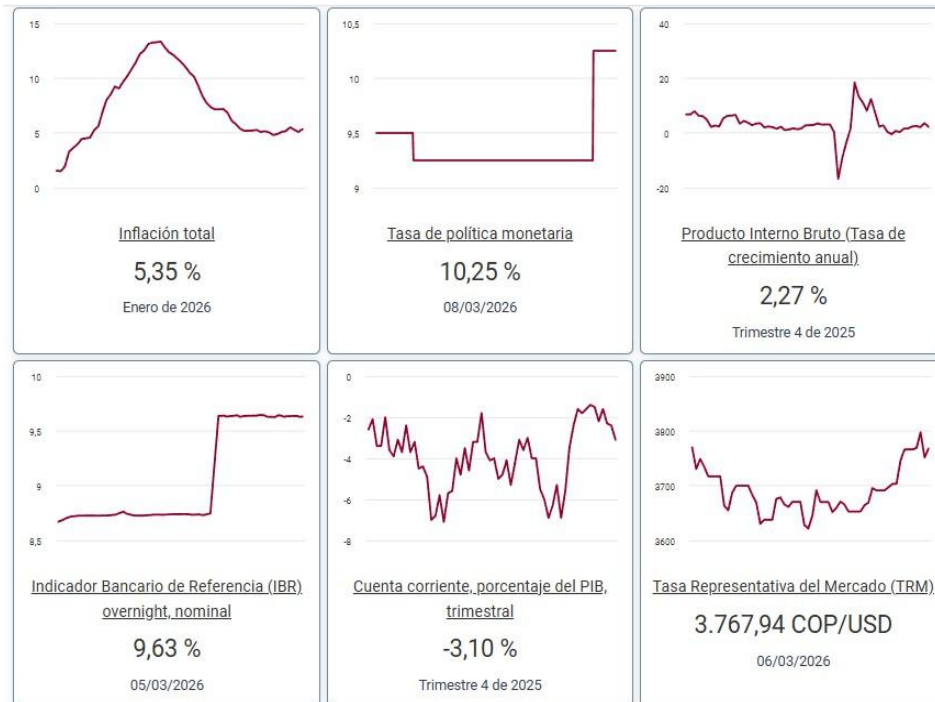 15
10
5
0
Inflación total
5,35 %
Enero de 2026
10,5
10
9,5
9
Tasa de política monetaria
10,25 %
08/03/2026
40
20
0
-20
Producto Interno Bruto (Tasa de
crecimiento anual)
2,27 %
Trimestre 4 de 2025
10
9,5
9
8,5
Indicador Bancario de Referencia (IBR)
overnight, nominal
9,63 %
05/03/2026
0
-2
-4
-6
-8
Cuenta corriente, porcentaje del PIB,
trimestral
-3,10 %
Trimestre 4 de 2025
3900
3800
3700
3600
Tasa Representativa del Mercado (TRM)
3.767,94 COP/USD
06/03/2026